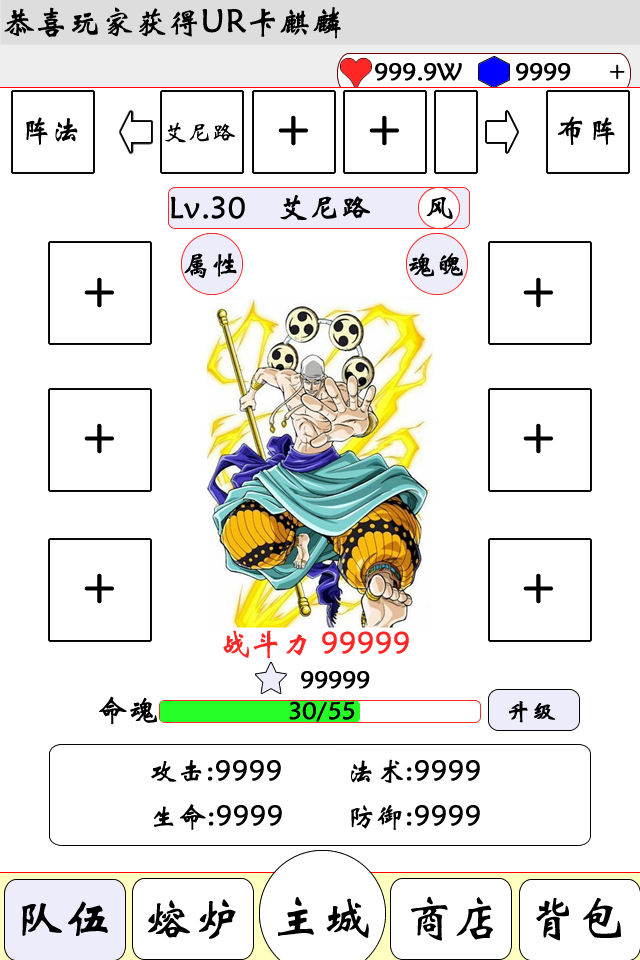 恭喜玩家获得UR卡麒麟
999.9W 9999 +
阵法 艾尼路 + + 布阵
Lv.30 艾尼路 风
属性 魂魄
+ +
+ +
+ +
战斗力 99999
99999
命魂 30/55 升级
攻击:9999 法术:9999
生命:9999 防御:9999
队伍 熔炉 主城 商店 背包